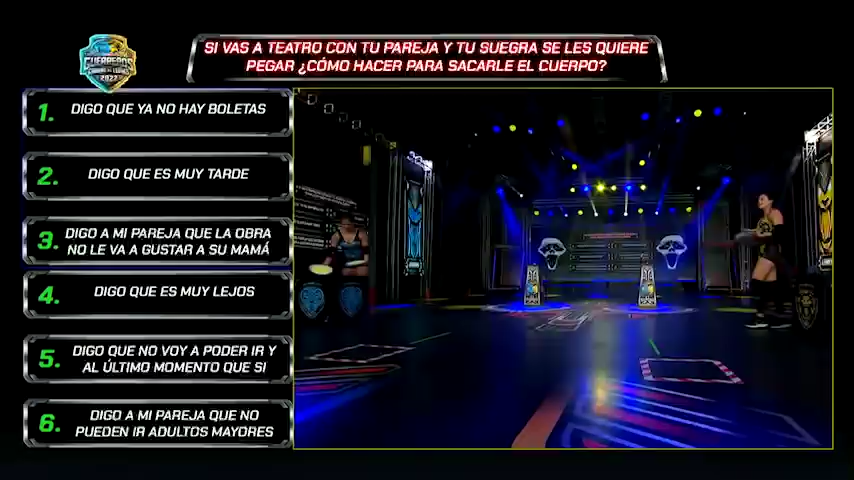 GUERREROS
2022
SI VAS A TEATRO CON TU PAREJA Y TU SUEGRA SE LES QUIERE
PEGAR ¿CÓMO HACER PARA SACARLE EL CUERPO?
1. DIGO QUE YA NO HAY BOLETAS
2. DIGO QUE ES MUY TARDE
3. DIGO A MI PAREJA QUE LA OBRA
NO LE VA A GUSTAR A SU MAMÁ
4. DIGO QUE ES MUY LEJOS
5. DIGO QUE NO VOY A PODER IR Y
AL ÚLTIMO MOMENTO QUE SI
6. DIGO A MI PAREJA QUE NO
PUEDEN IR ADULTOS MAYORES